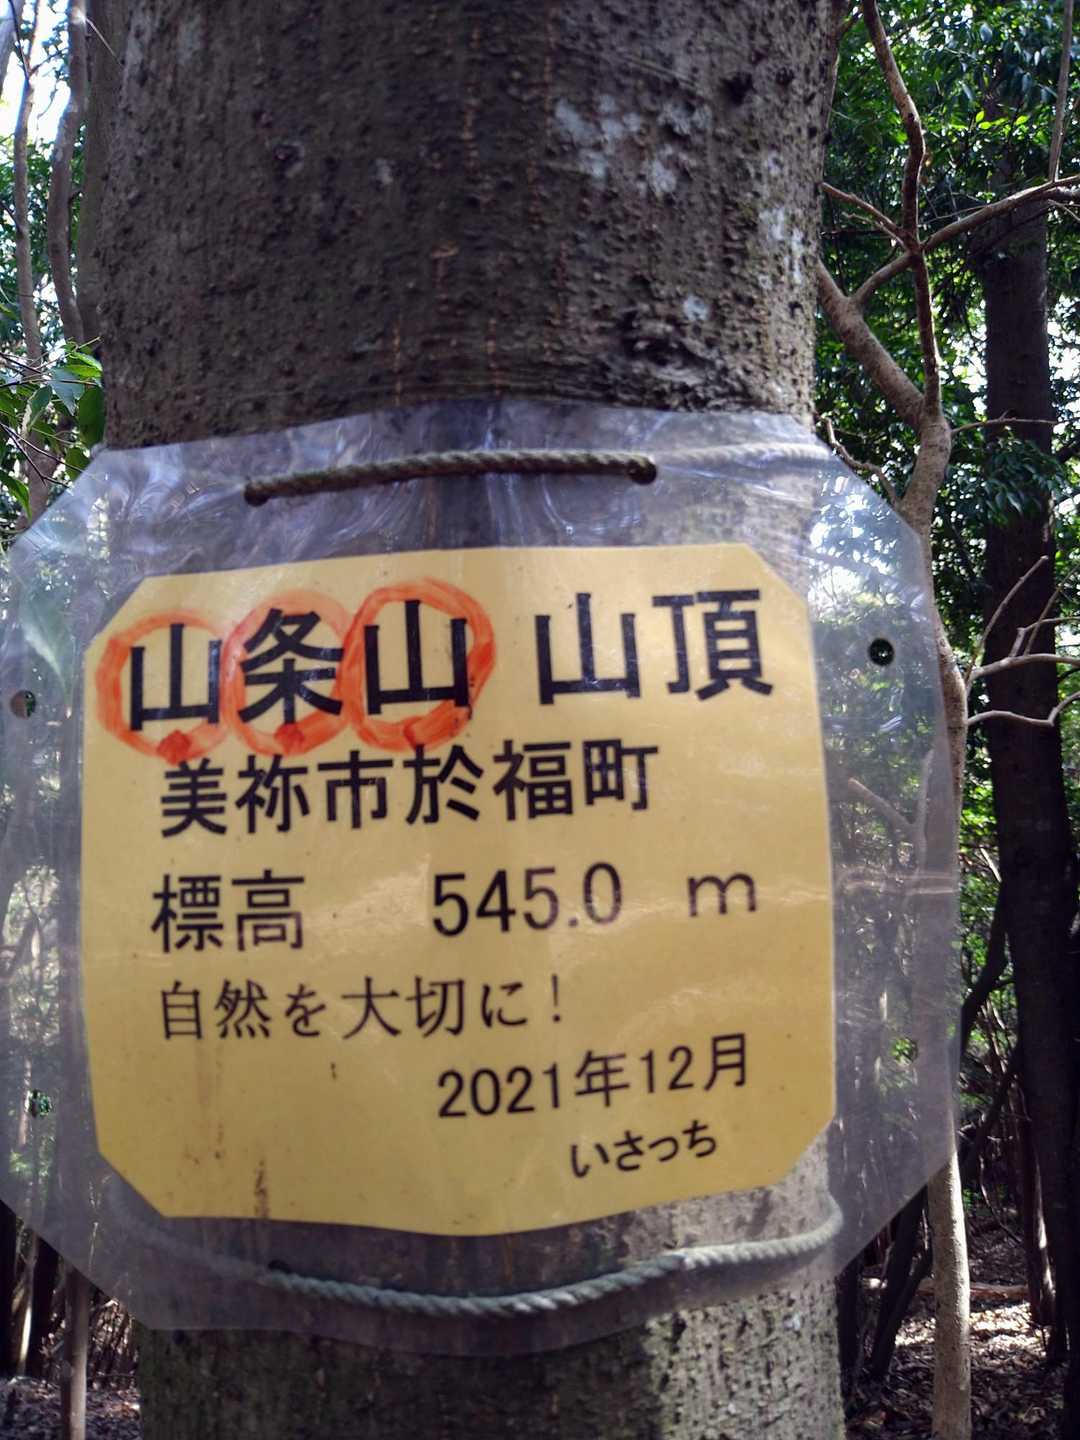 山条山 山頂
美祢市於福町
標高 545.0 m
自然を大切に!
2021年12月
いさっち